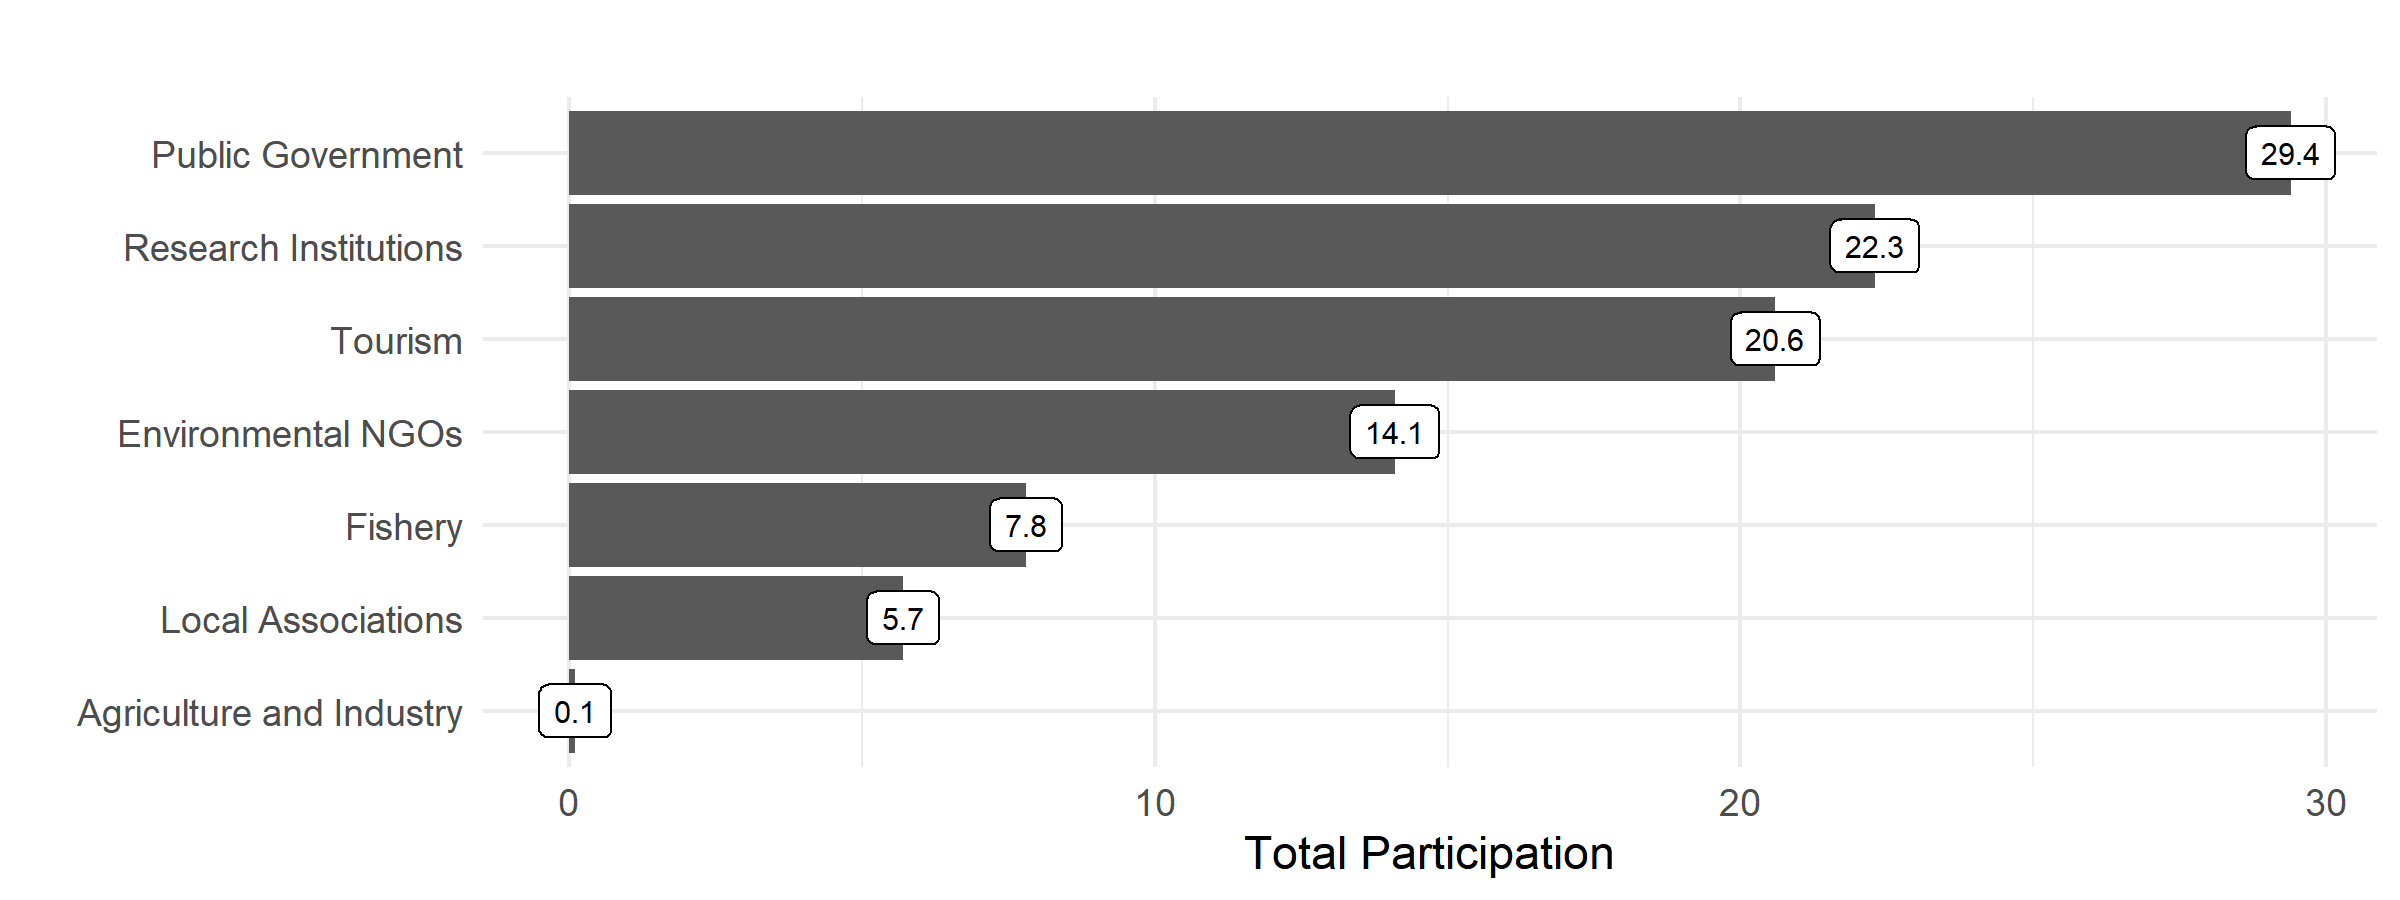 Public Government 29.4
Research Institutions 22.3
Tourism 20.6
Environmental NGOs 14.1
Fishery 7.8
Local Associations 5.7
Agriculture and Industry 0.1
0 10 20 30
Total Participation